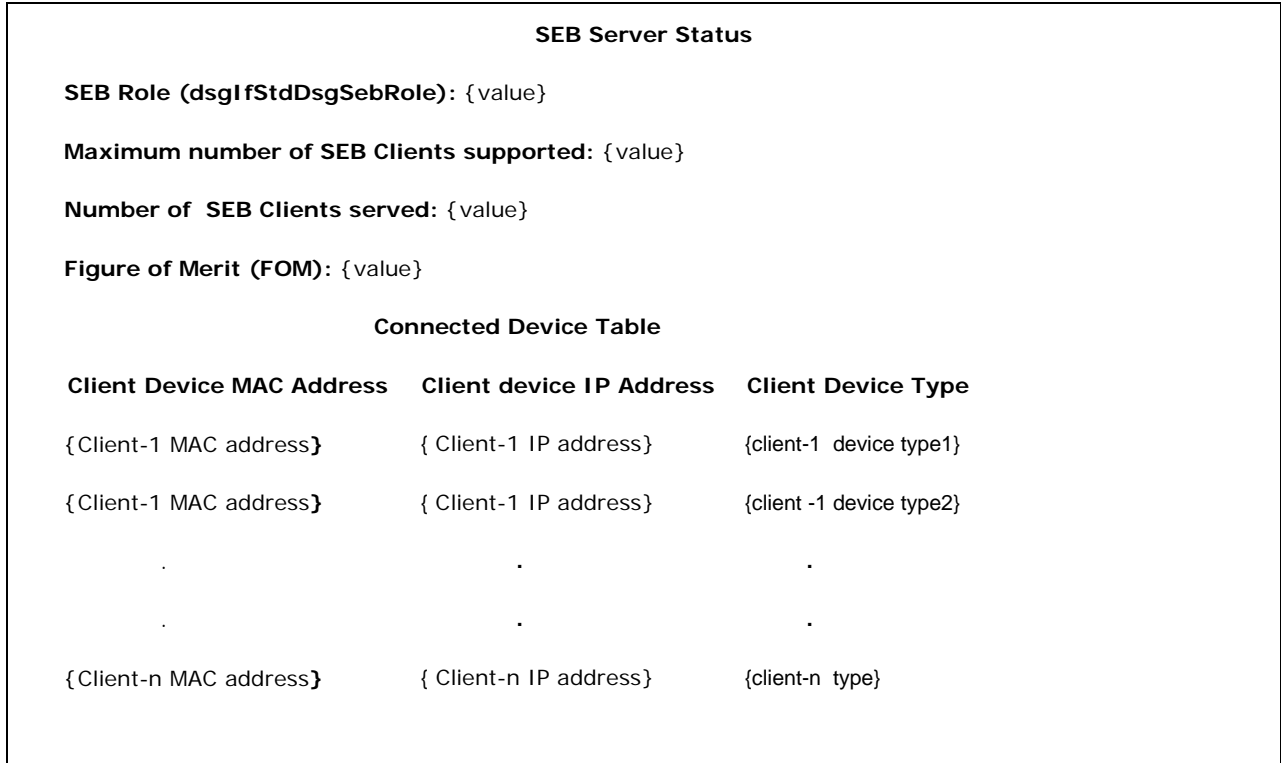 SEB Server Status
SEB Role (dsgIfStdDsgSebRole): {value}
Maximum number of SEB Clients supported: {value}
Number of  SEB Clients served: {value}
Figure of Merit (FOM): {value}
Connected Device Table
Client Device MAC Address Client device IP Address Client Device Type
{Client-1 MAC address} { Client-1 IP address} {client-1  device type1}
{Client-1 MAC address} { Client-1 IP address} {client -1 device type2}
. . .
. . .
{Client-n MAC address} { Client-n IP address} {client-n  type}